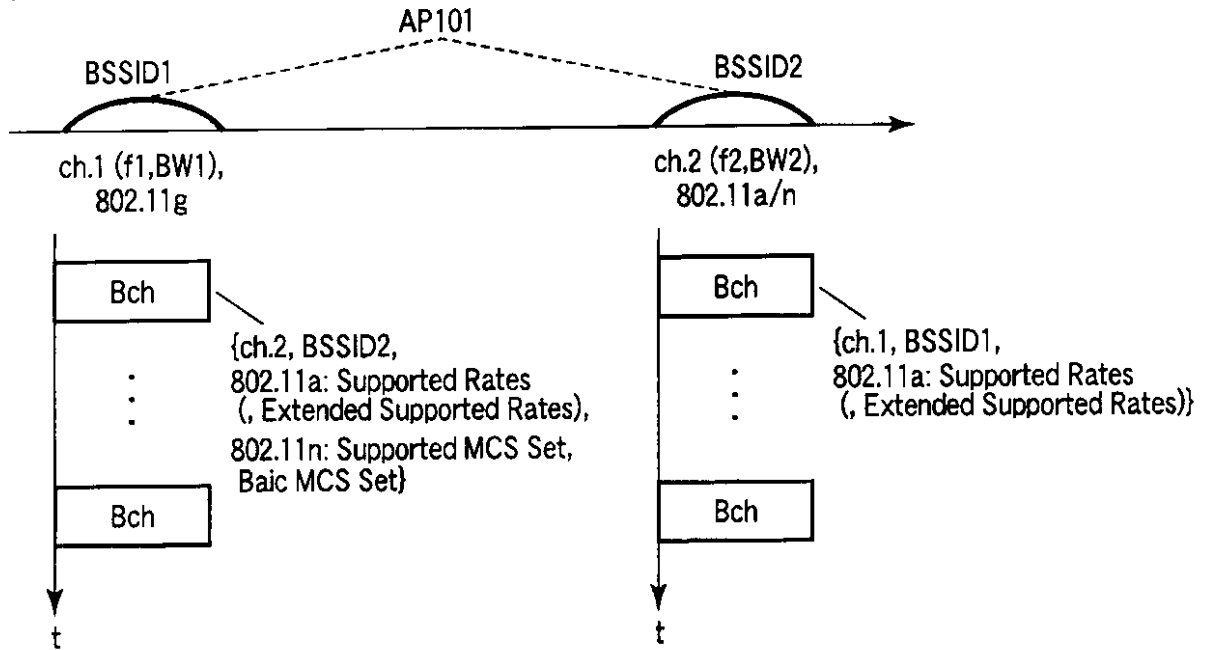 AP101
BSSID1
BSSID2
ch.1 (f1,BW1),
802.11g
ch.2 (f2,BW2),
802.11a/n
Bch
{ch.2, BSSID2,
802.11a: Supported Rates
(, Extended Supported Rates),
802.11n: Supported MCS Set,
Baic MCS Set}
Bch
t
Bch
{ch.1, BSSID1,
802.11a: Supported Rates
(, Extended Supported Rates)}
Bch
t